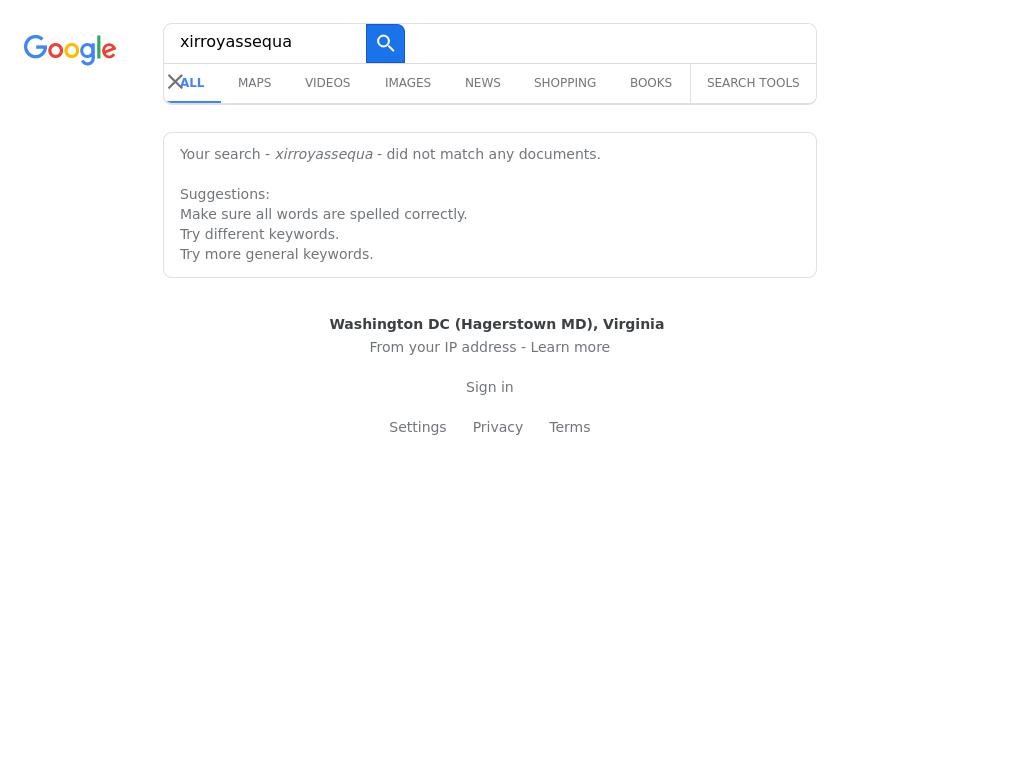 Google
xirroyassequa
ALL MAPS VIDEOS IMAGES NEWS SHOPPING BOOKS SEARCH TOOLS
Your search - xirroyassequa - did not match any documents.
Suggestions:
Make sure all words are spelled correctly.
Try different keywords.
Try more general keywords.
Washington DC (Hagerstown MD), Virginia
From your IP address - Learn more
Sign in
Settings Privacy Terms